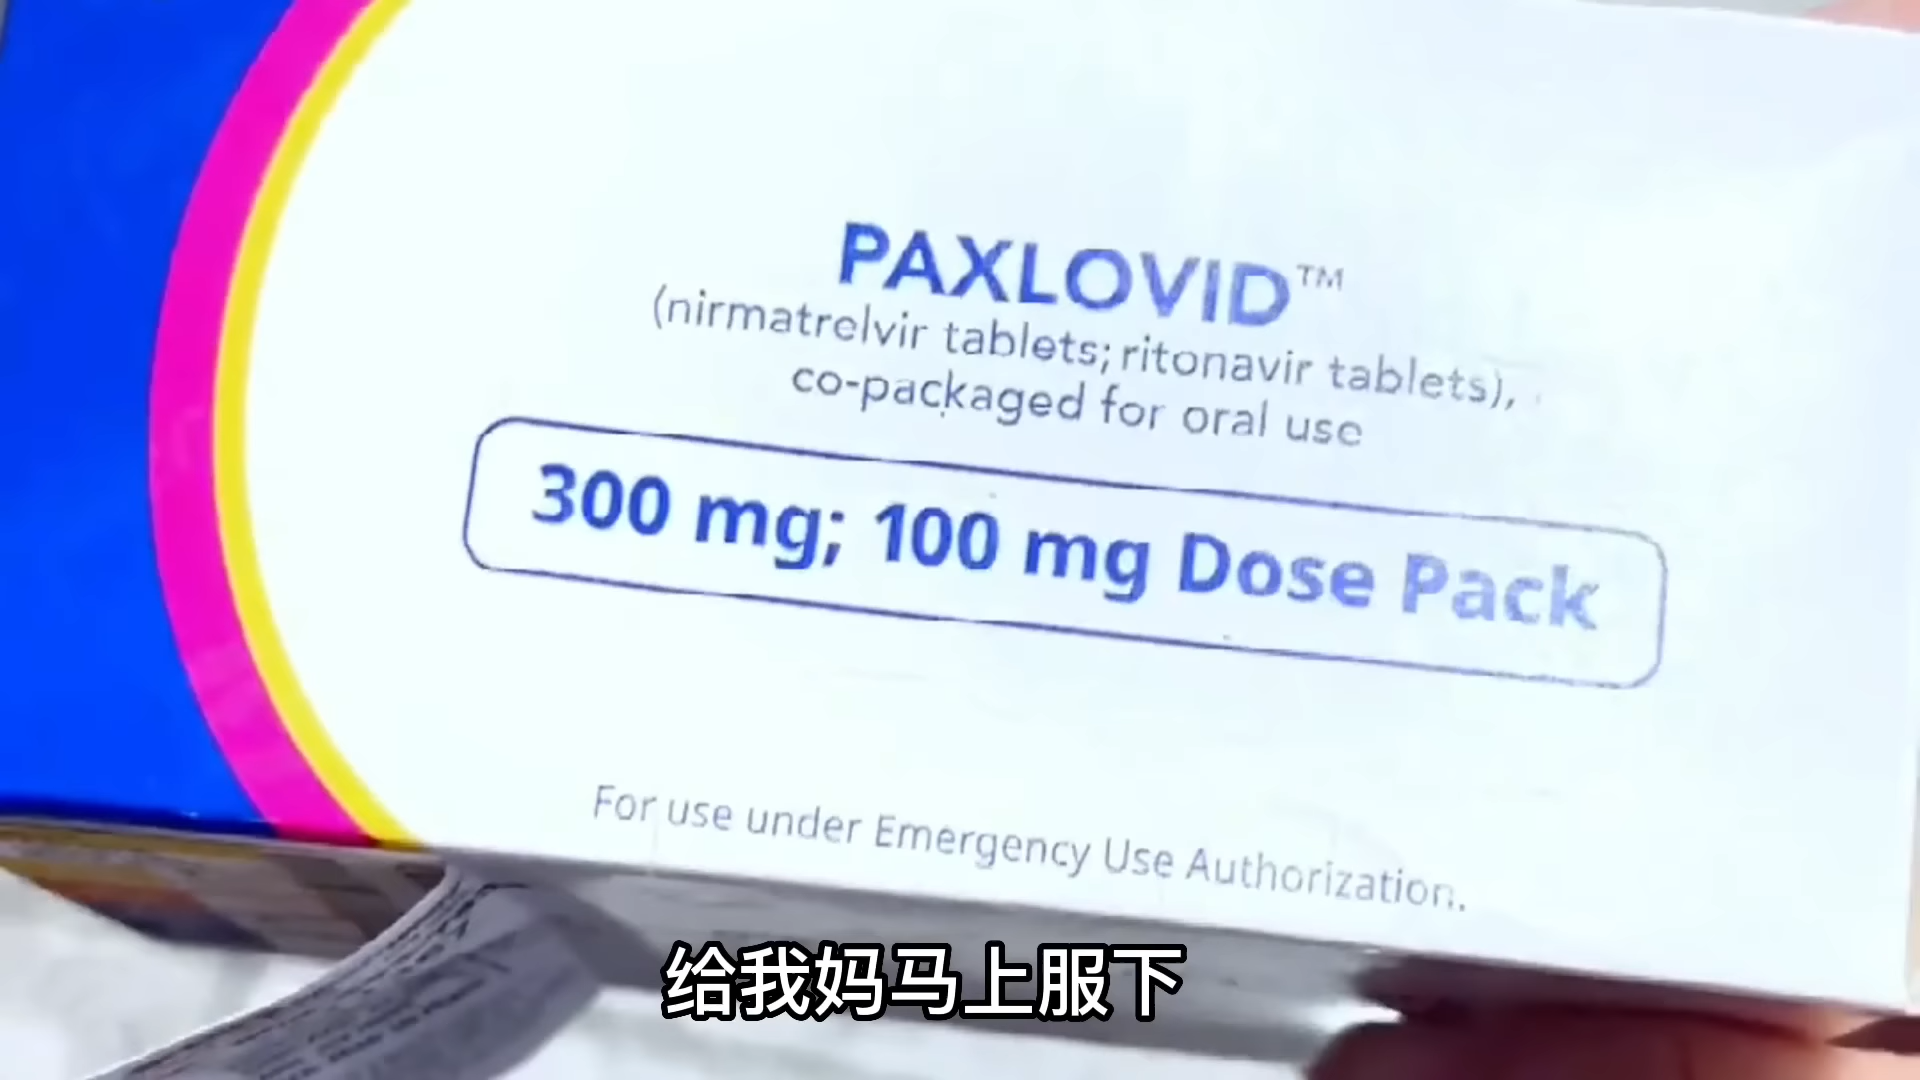 PAXLOVID™
(nirmatrelvir tablets; ritonavir tablets),
co-packaged for oral use
300 mg; 100 mg Dose Pack
For use under Emergency Use Authorization.
给我妈马上服下